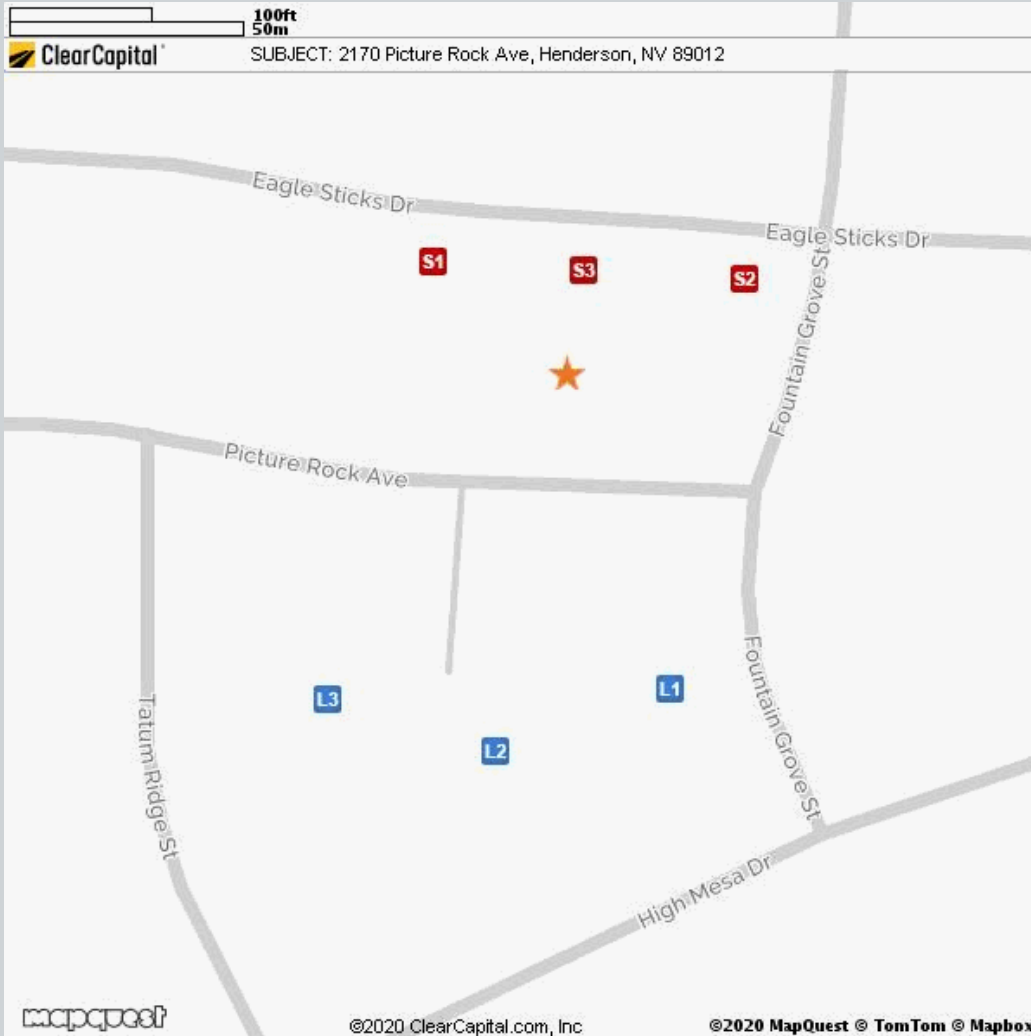 100ft
50m
ClearCapital
SUBJECT: 2170 Picture Rock Ave, Henderson, NV 89012
Eagle Sticks Dr
Eagle Sticks Dr
S1
S3
S2
Fountain Grove St
Picture Rock Ave
L1
L3
L2
Fountain Grove St
Tatum Ridge St
High Mesa Dr
mapquest
©2020 ClearCapital.com, Inc
©2020 MapQuest © TomTom © Mapbox